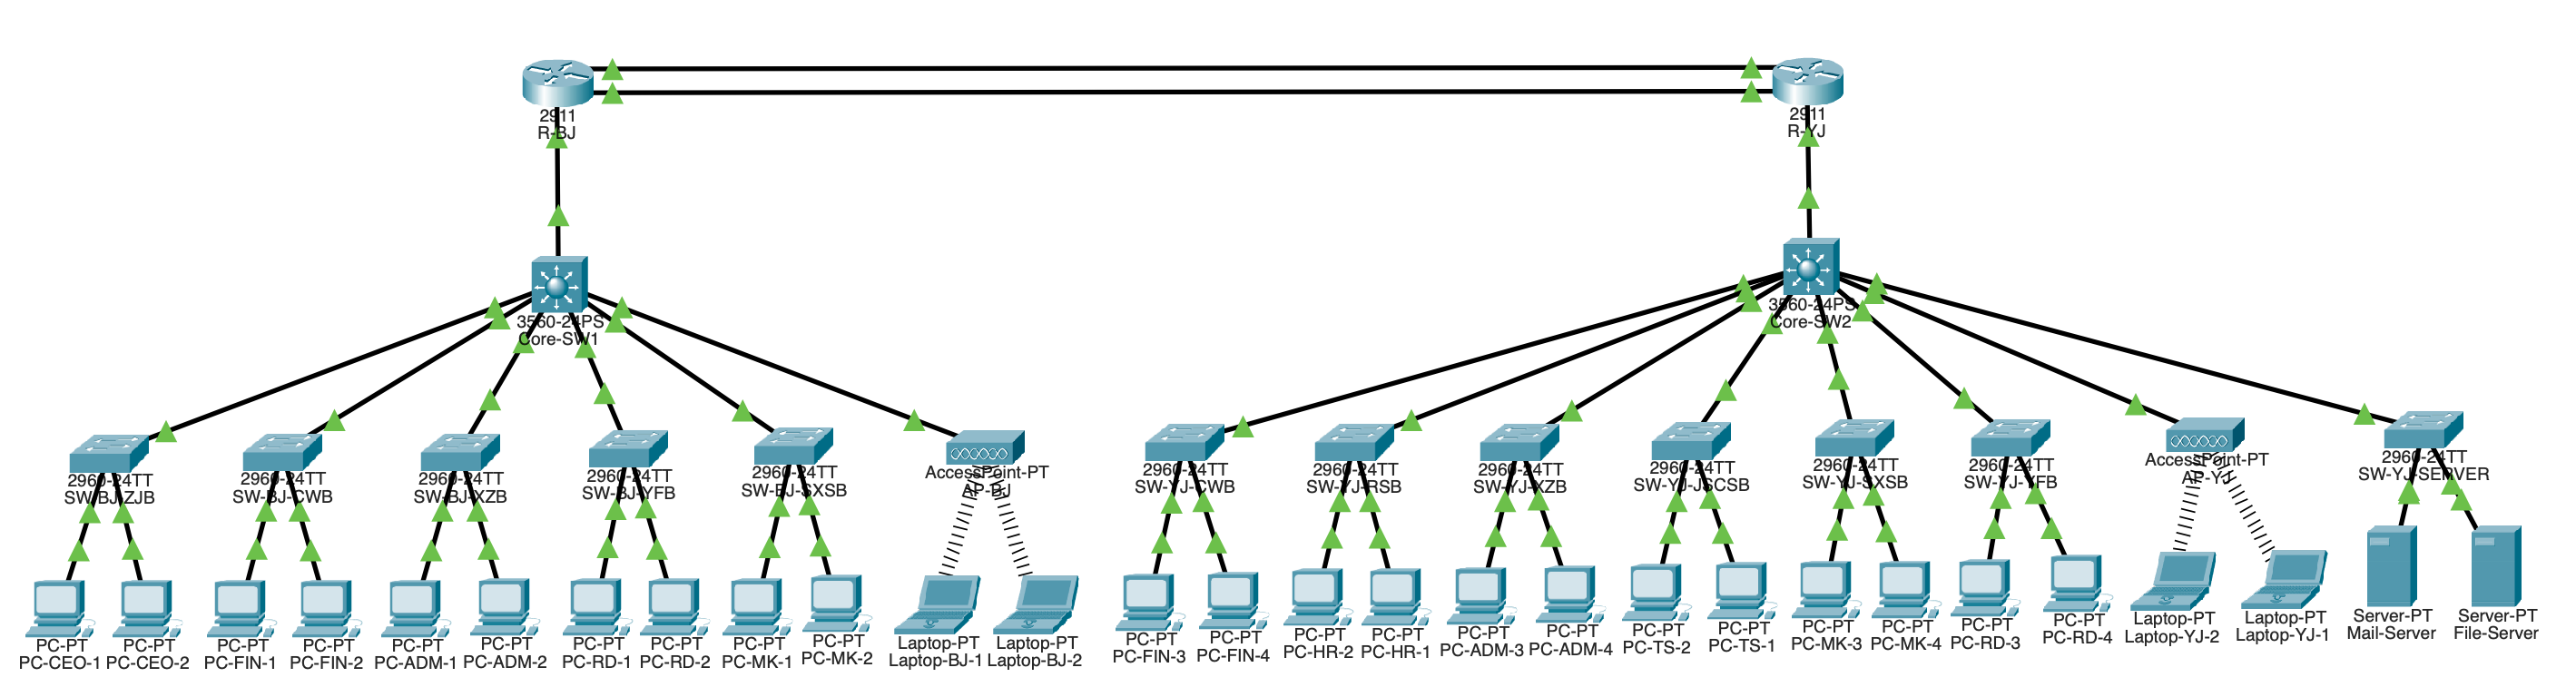 2911
R-BJ
2911
R-YJ
3560-24PS
Core-SW1
3560-24PS
Core-SW2
2960-24TT
SW-BJ-ZJB
2960-24TT
SW-BJ-CWB
2960-24TT
SW-BJ-XZB
2960-24TT
SW-BJ-YFB
2960-24TT
SW-BJ-SXSB
AccessPoint-PT
AP-BJ
2960-24TT
SW-YJ-CWB
2960-24TT
SW-YJ-RSB
2960-24TT
SW-YJ-XZB
2960-24TT
SW-YJ-JSCSB
2960-24TT
SW-YJ-SXSB
2960-24TT
SW-YJ-YFB
AccessPoint-PT
AP-YJ
2960-24TT
SW-YJ-SERVER
PC-PT
PC-CEO-1
PC-PT
PC-CEO-2
PC-PT
PC-FIN-1
PC-PT
PC-FIN-2
PC-PT
PC-ADM-1
PC-PT
PC-ADM-2
PC-PT
PC-RD-1
PC-PT
PC-RD-2
PC-PT
PC-MK-1
PC-PT
PC-MK-2
Laptop-PT
Laptop-BJ-1
Laptop-PT
Laptop-BJ-2
PC-PT
PC-FIN-3
PC-PT
PC-FIN-4
PC-PT
PC-HR-2
PC-PT
PC-HR-1
PC-PT
PC-ADM-3
PC-PT
PC-ADM-4
PC-PT
PC-TS-2
PC-PT
PC-TS-1
PC-PT
PC-MK-3
PC-PT
PC-MK-4
PC-PT
PC-RD-3
PC-PT
PC-RD-4
Laptop-PT
Laptop-YJ-2
Laptop-PT
Laptop-YJ-1
Server-PT
Mail-Server
Server-PT
File-Server